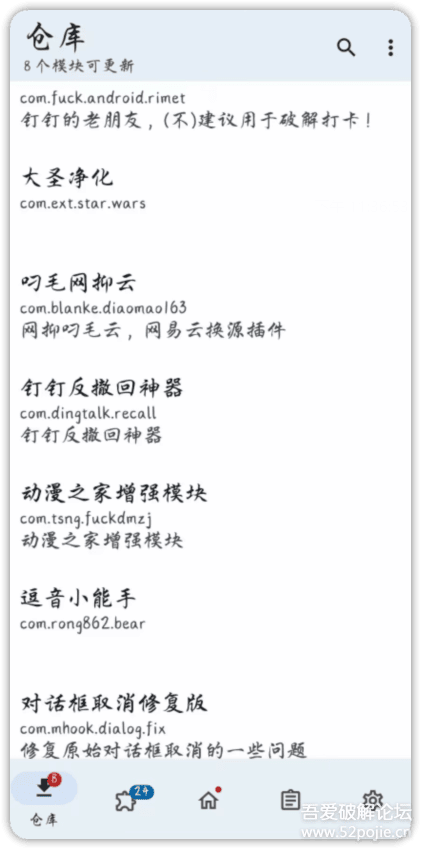 仓库
8个模块可更新
com.fuck.android.rimet
钉钉的老朋友，(不)建议用于破解打卡！
大圣净化
com.ext.star.wars
叼毛网抑云
com.blanke.diaomao163
网抑叼毛云，网易云换源插件
钉钉反撤回神器
com.dingtalk.recall
钉钉反撤回神器
动漫之家增强模块
com.tsng.fuckdmzj
动漫之家增强模块
逗音小能手
com.rong862.bear
对话框取消修复版
com.mhook.dialog.fix
修复原始对话框取消的一些问题
8
24
仓库
吾爱破解论坛
www.52pojie.cn